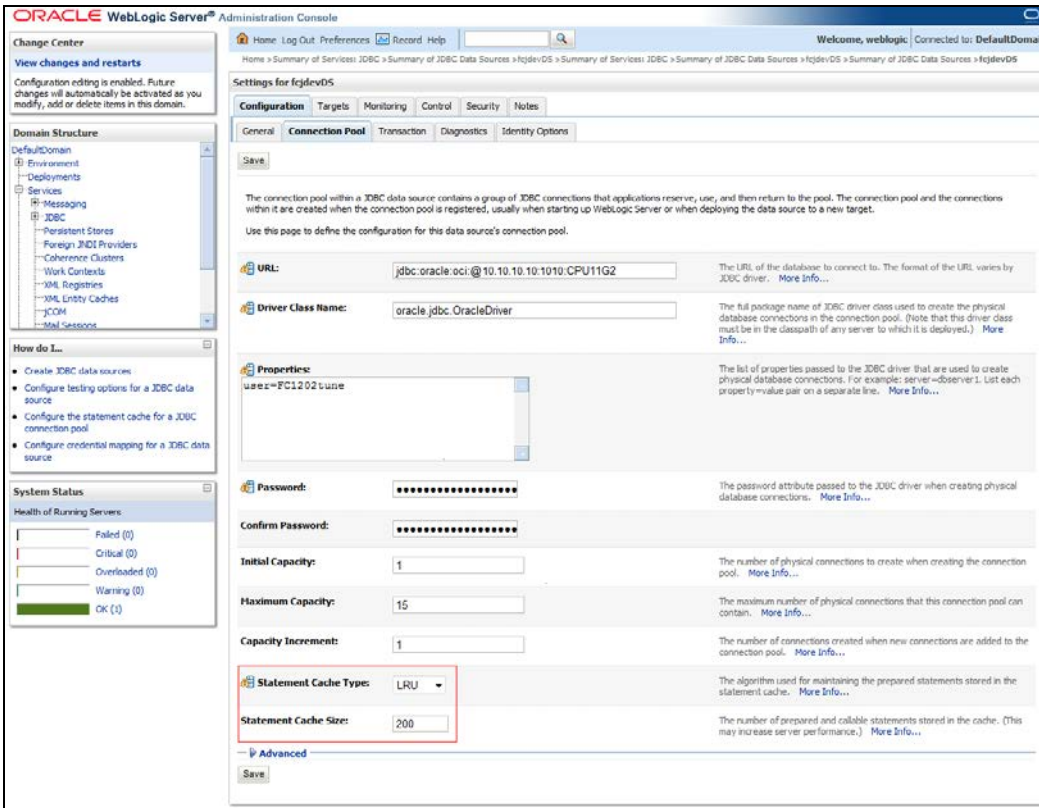 ORACLE WebLogic Server® Administration Console
Change Center
View changes and restarts
Configuration editing is enabled. Future
changes will automatically be activated as you
modify, add or delete items in this domain.
Domain Structure
DefaultDomain
Environment
Deployments
Services
Messaging
JDBC
Persistent Stores
Foreign JNDI Providers
Coherence Clusters
Work Contexts
XML Registries
XML Entity Caches
jCOM
Mail Sessions
How do I...
Create JDBC data sources
Configure testing options for a JDBC data
source
Configure the statement cache for a JDBC
connection pool
Configure credential mapping for a JDBC data
source
System Status
Health of Running Servers
Failed (0)
Critical (0)
Overloaded (0)
Warning (0)
OK (1)
Home Log Out Preferences Record Help
Welcome, weblogic Connected to: DefaultDoma
Home >Summary of Services: JDBC >Summary of JDBC Data Sources >fcjdevDS >Summary of Services: JDBC >Summary of JDBC Data Sources >fcjdevDS >Summary of JDBC Data Sources >fcjdevDS
Settings for fcjdevDS
Configuration Targets Monitoring Control Security Notes
General Connection Pool Transaction Diagnostics Identity Options
Save
The connection pool within a JDBC data source contains a group of JDBC connections that applications reserve, use, and then return to the pool. The connection pool and the connections
within it are created when the connection pool is registered, usually when starting up WebLogic Server or when deploying the data source to a new target.
Use this page to define the configuration for this data source's connection pool.
URL:
jdbc:oracle:oci:@10.10.10.10:1010:CPU11G2
The URL of the database to connect to. The format of the URL varies by
JDBC driver. More Info...
Driver Class Name:
oracle.jdbc.OracleDriver
The full package name of JDBC driver class used to create the physical
database connections in the connection pool. (Note that this driver class
must be in the classpath of any server to which it is deployed.) More
Info...
Properties:
user=FC1202tune
The list of properties passed to the JDBC driver that are used to create
physical database connections. For example: server=dbserver1. List each
property=value pair on a separate line. More Info...
Password:
••••••••••••••••••
The password attribute passed to the JDBC driver when creating physical
database connections. More Info...
Confirm Password:
••••••••••••••••••
Initial Capacity:
1
The number of physical connections to create when creating the connection
pool. More Info...
Maximum Capacity:
15
The maximum number of physical connections that this connection pool can
contain. More Info...
Capacity Increment:
1
The number of connections created when new connections are added to the
connection pool. More Info...
Statement Cache Type:
LRU
The algorithm used for maintaining the prepared statements stored in the
statement cache. More Info...
Statement Cache Size:
200
The number of prepared and callable statements stored in the cache. (This
may increase server performance.) More Info...
Advanced
Save